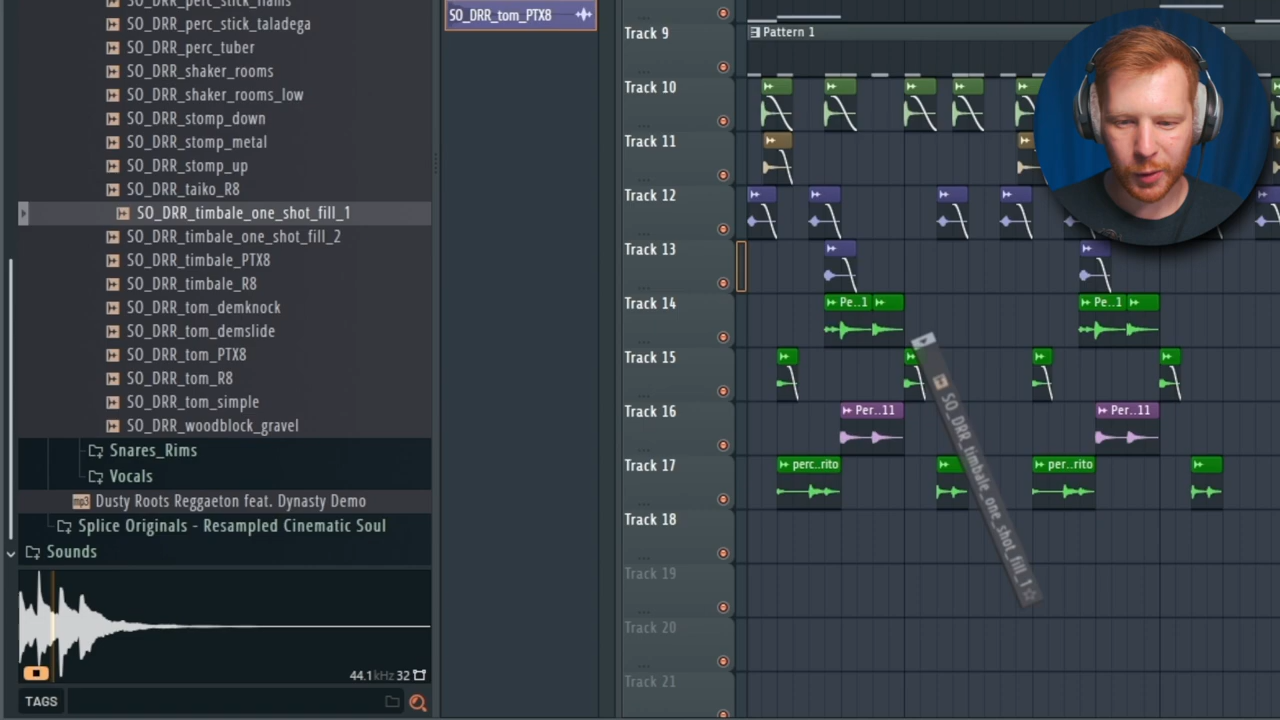 SO_DRR_perc_stick_flams
SO_DRR_perc_stick_taladega
SO_DRR_perc_tuber
SO_DRR_shaker_rooms
SO_DRR_shaker_rooms_low
SO_DRR_stomp_down
SO_DRR_stomp_metal
SO_DRR_stomp_up
SO_DRR_taiko_R8
SO_DRR_timbale_one_shot_fill_1
SO_DRR_timbale_one_shot_fill_2
SO_DRR_timbale_PTX8
SO_DRR_timbale_R8
SO_DRR_tom_demknock
SO_DRR_tom_demslide
SO_DRR_tom_PTX8
SO_DRR_tom_R8
SO_DRR_tom_simple
SO_DRR_woodblock_gravel
Snares_Rims
Vocals
mp3 Dusty Roots Reggaeton feat. Dynasty Demo
Splice Originals - Resampled Cinematic Soul
Sounds
44.1kHz 32
TAGS
SO_DRR_tom_PTX8
Track 9
Pattern 1
1
Track 10
Track 11
Track 12
Track 13
Track 14
Pe..1
Pe..1
Track 15
Track 16
Per..11
Per..11
Track 17
perc..rito
per..rito
SO_DRR_timbale_one_shot_fill_1
Track 18
Track 19
Track 20
Track 21